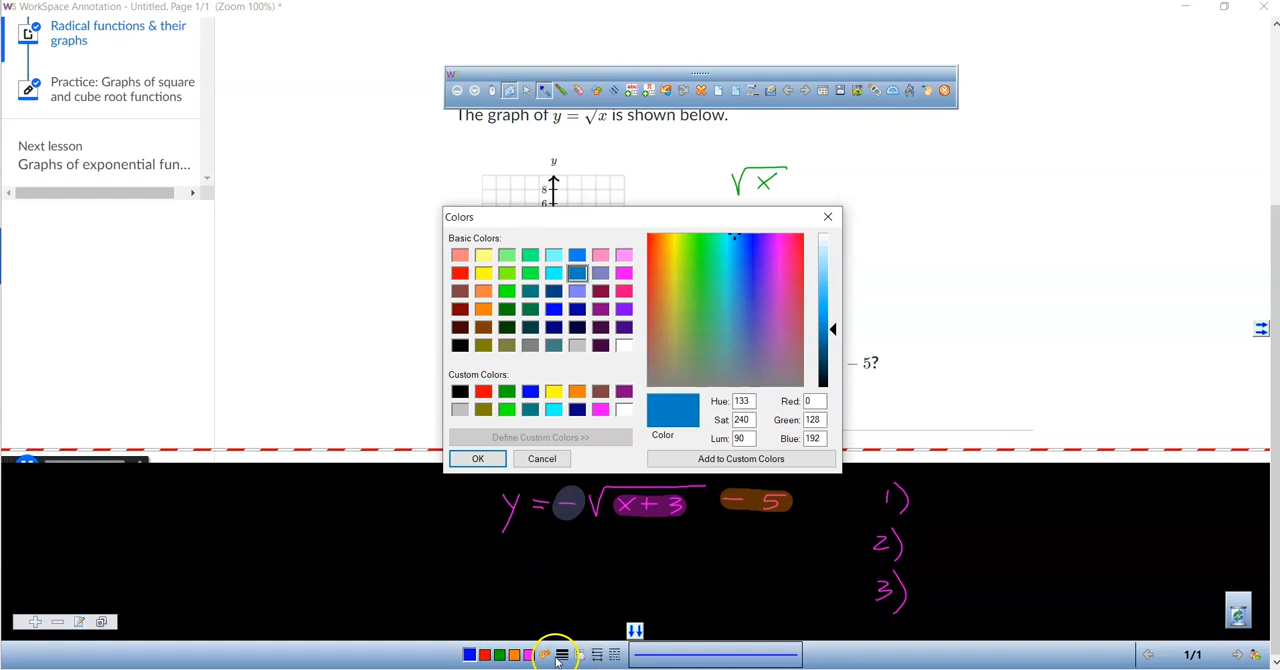 WorkSpace Annotation - Untitled, Page 1/1 (Zoom 100%) *
Radical functions & their
graphs
Practice: Graphs of square
and cube root functions
Next lesson
Graphs of exponential fun...
The graph of y = √x is shown below.
y
8
6
√x
Colors
Basic Colors:
Custom Colors:
Define Custom Colors >>
OK
Cancel
Color
Hue: 133
Sat: 240
Lum: 90
Red: 0
Green: 128
Blue: 192
Add to Custom Colors
− 5?
y = − √x + 3 − 5
1)
2)
3)
1/1